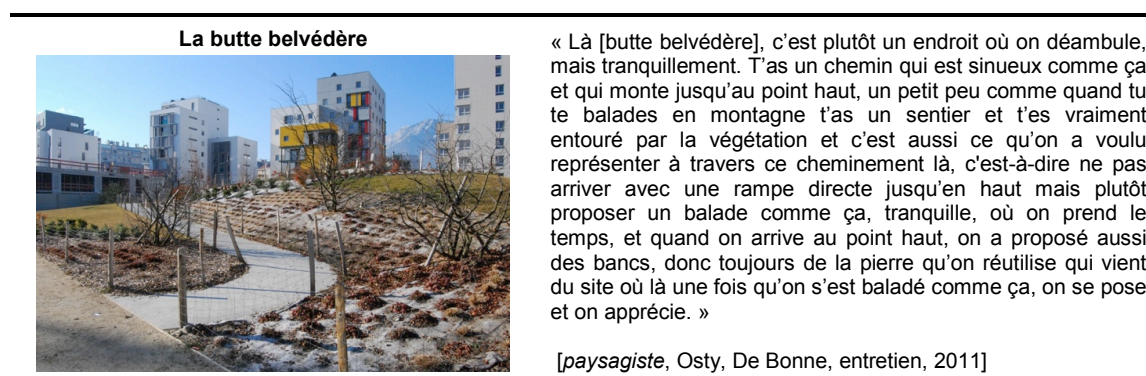 La butte belvédère
« Là [butte belvédère], c’est plutôt un endroit où on déambule,
mais tranquillement. T’as un chemin qui est sinueux comme ça
et qui monte jusqu’au point haut, un petit peu comme quand tu
te balades en montagne t’as un sentier et t’es vraiment
entouré par la végétation et c’est aussi ce qu’on a voulu
représenter à travers ce cheminement là, c'est-à-dire ne pas
arriver avec une rampe directe jusqu’en haut mais plutôt
proposer un balade comme ça, tranquille, où on prend le
temps, et quand on arrive au point haut, on a proposé aussi
des bancs, donc toujours de la pierre qu’on réutilise qui vient
du site où là une fois qu’on s’est baladé comme ça, on se pose
et on apprécie. »
[paysagiste, Osty, De Bonne, entretien, 2011]